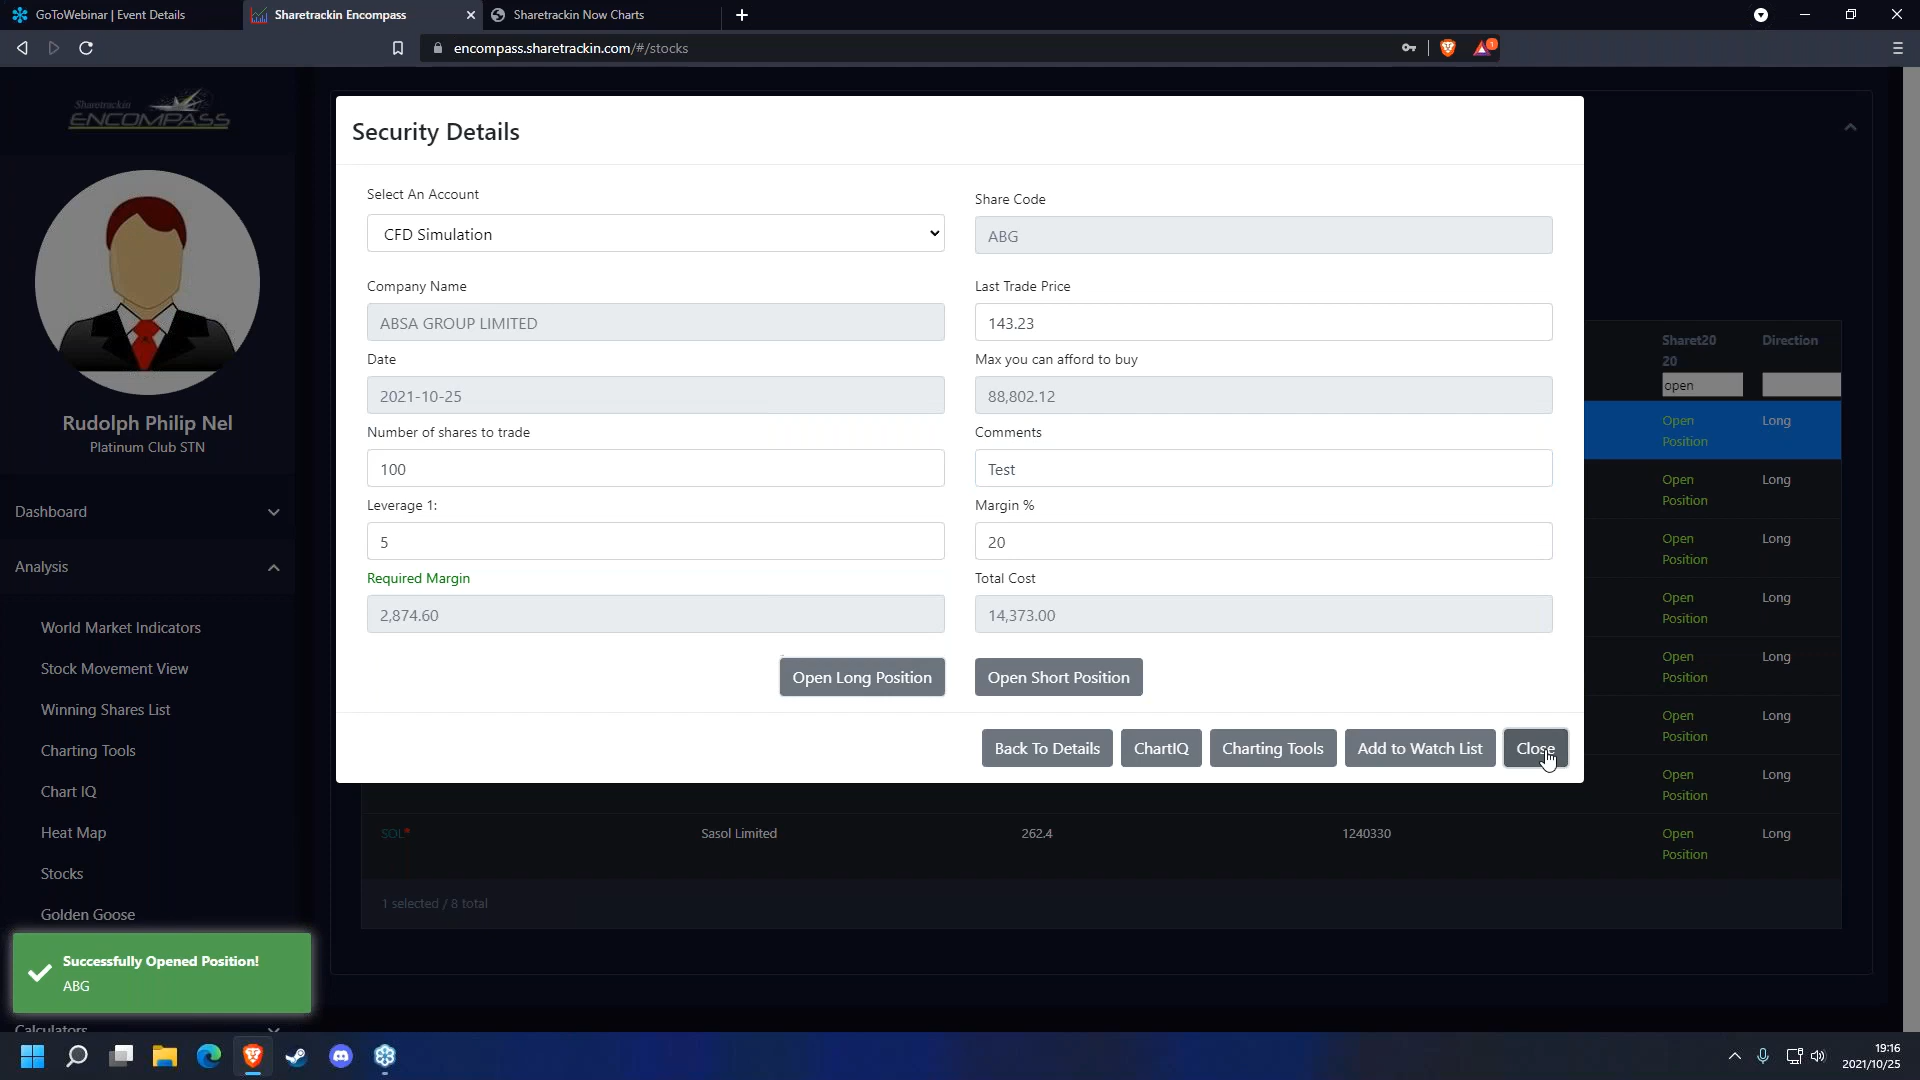 GoToWebinar | Event Details
Sharetrackin Encompass
Sharetrackin Now Charts
encompass.sharetrackin.com/#/stocks
1
Sharetrackin
ENCOMPASS
Rudolph Philip Nel
Platinum Club STN
Dashboard
Analysis
World Market Indicators
Stock Movement View
Winning Shares List
Charting Tools
Chart IQ
Heat Map
Stocks
Golden Goose
Calculators
Successfully Opened Position!
ABG
Security Details
Select An Account
CFD Simulation
Share Code
ABG
Company Name
ABSA GROUP LIMITED
Last Trade Price
143.23
Date
2021-10-25
Max you can afford to buy
88,802.12
Number of shares to trade
100
Comments
Test
Leverage 1:
5
Margin %
20
Required Margin
2,874.60
Total Cost
14,373.00
Open Long Position
Open Short Position
Back To Details
ChartIQ
Charting Tools
Add to Watch List
Close
Sharet20
20
Direction
open
Open
Position
Long
Open
Position
Long
Open
Position
Long
Open
Position
Long
Open
Position
Long
Open
Position
Long
Open
Position
Long
SOL*
Sasol Limited
262.4
1240330
Open
Position
Long
1 selected / 8 total
19:16
2021/10/25